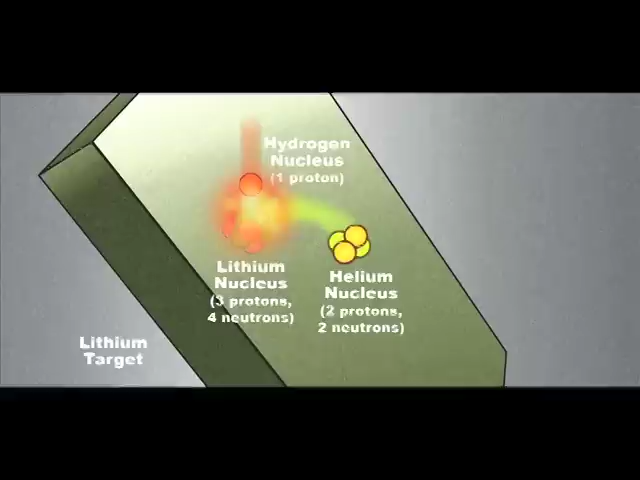 Hydrogen
Nucleus
(1 proton)
Lithium
Nucleus
(3 protons,
4 neutrons)
Helium
Nucleus
(2 protons,
2 neutrons)
Lithium
Target